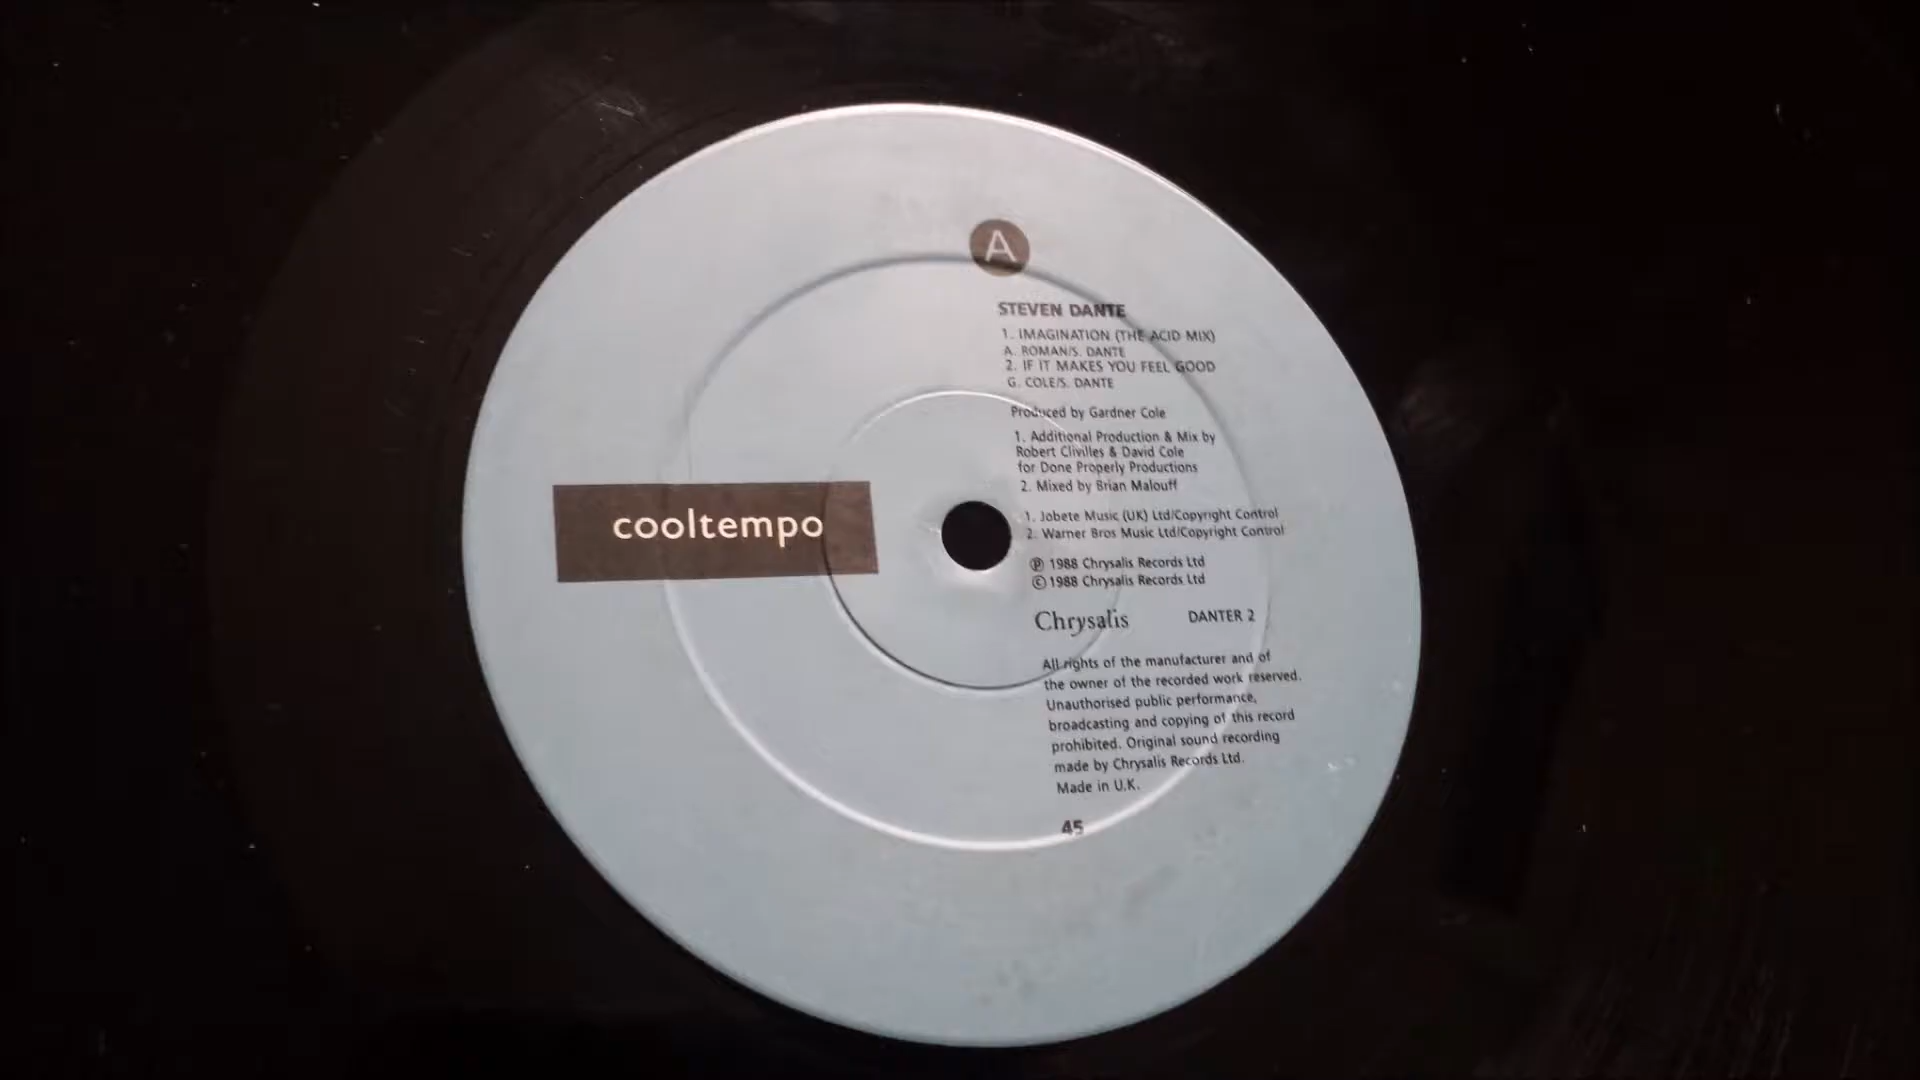 A
STEVEN DANTE
1. IMAGINATION (THE ACID MIX)
A. ROMAN/S. DANTE
2. IF IT MAKES YOU FEEL GOOD
G. COLE/S. DANTE
Produced by Gardner Cole
1. Additional Production & Mix by
Robert Clivilles & David Cole
for Done Properly Productions
2. Mixed by Brian Malouff
cooltempo
1. Jobete Music (UK) Ltd/Copyright Control
2. Warner Bros Music Ltd/Copyright Control
Ⓟ 1988 Chrysalis Records Ltd
© 1988 Chrysalis Records Ltd
Chrysalis DANTER 2
All rights of the manufacturer and of
the owner of the recorded work reserved.
Unauthorised public performance,
broadcasting and copying of this record
prohibited. Original sound recording
made by Chrysalis Records Ltd.
Made in U.K.
45